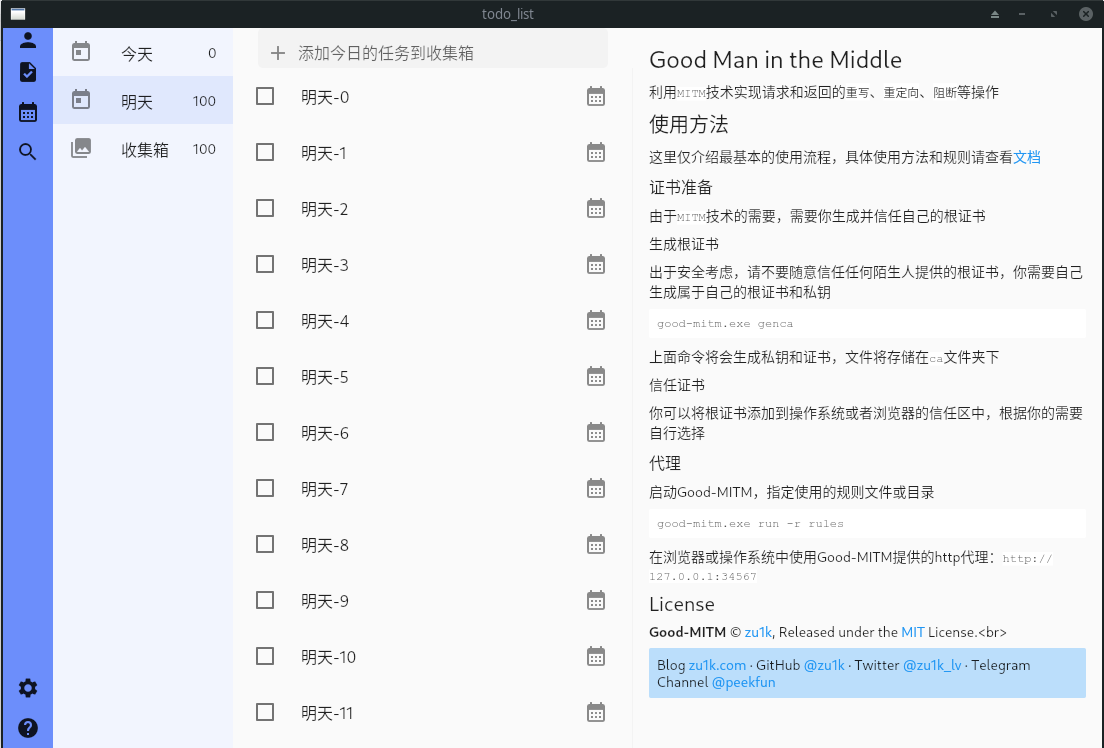 todo_list
今天 0
明天 100
收集箱 100
添加今日的任务到收集箱
明天-0
明天-1
明天-2
明天-3
明天-4
明天-5
明天-6
明天-7
明天-8
明天-9
明天-10
明天-11
Good Man in the Middle
利用MITM技术实现请求和返回的重写、重定向、阻断等操作
使用方法
这里仅介绍最基本的使用流程，具体使用方法和规则请查看文档
证书准备
由于MITM技术的需要，需要你生成并信任自己的根证书
生成根证书
出于安全考虑，请不要随意信任任何陌生人提供的根证书，你需要自己
生成属于自己的根证书和私钥
good-mitm.exe genca
上面命令将会生成私钥和证书，文件将存储在ca文件夹下
信任证书
你可以将根证书添加到操作系统或者浏览器的信任区中，根据你的需要
自行选择
代理
启动Good-MITM，指定使用的规则文件或目录
good-mitm.exe run -r rules
在浏览器或操作系统中使用Good-MITM提供的http代理：http://
127.0.0.1:34567
License
Good-MITM © zu1k, Released under the MIT License.<br>
Blog zu1k.com · GitHub @zu1k · Twitter @zu1k_lv · Telegram
Channel @peekfun